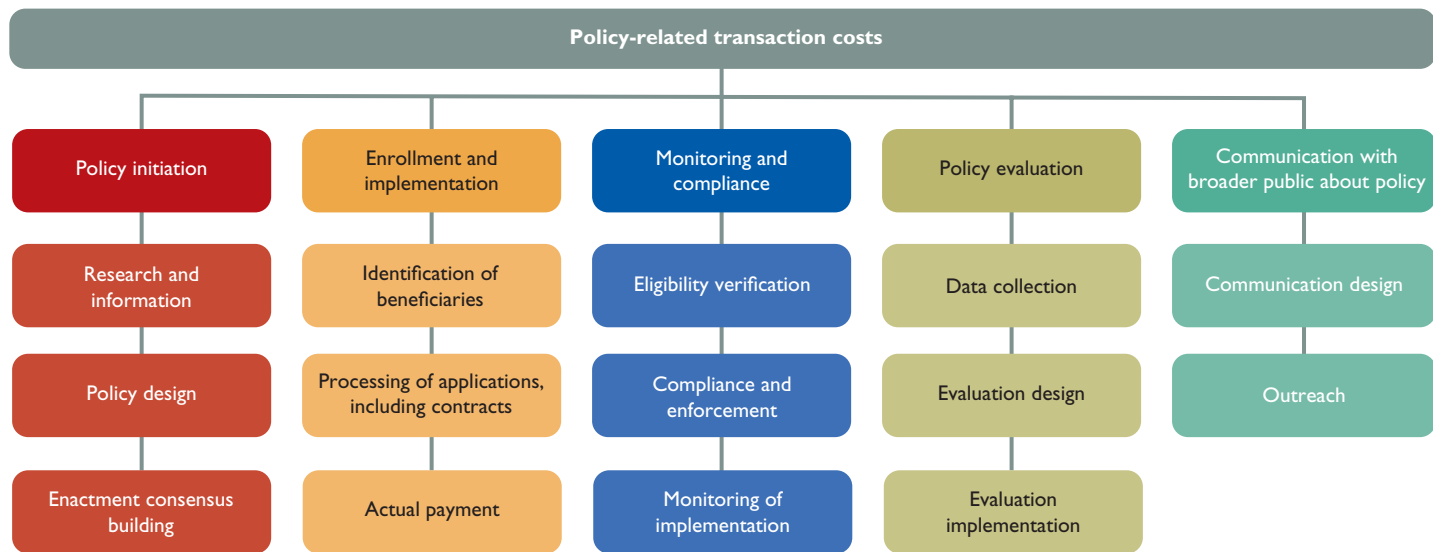 Policy-related transaction costs
Policy initiation
Enrollment and
implementation
Monitoring and
compliance
Policy evaluation
Communication with
broader public about policy
Research and
information
Identification of
beneficiaries
Eligibility verification
Data collection
Communication design
Policy design
Processing of applications,
including contracts
Compliance and
enforcement
Evaluation design
Outreach
Enactment consensus
building
Actual payment
Monitoring of
implementation
Evaluation
implementation